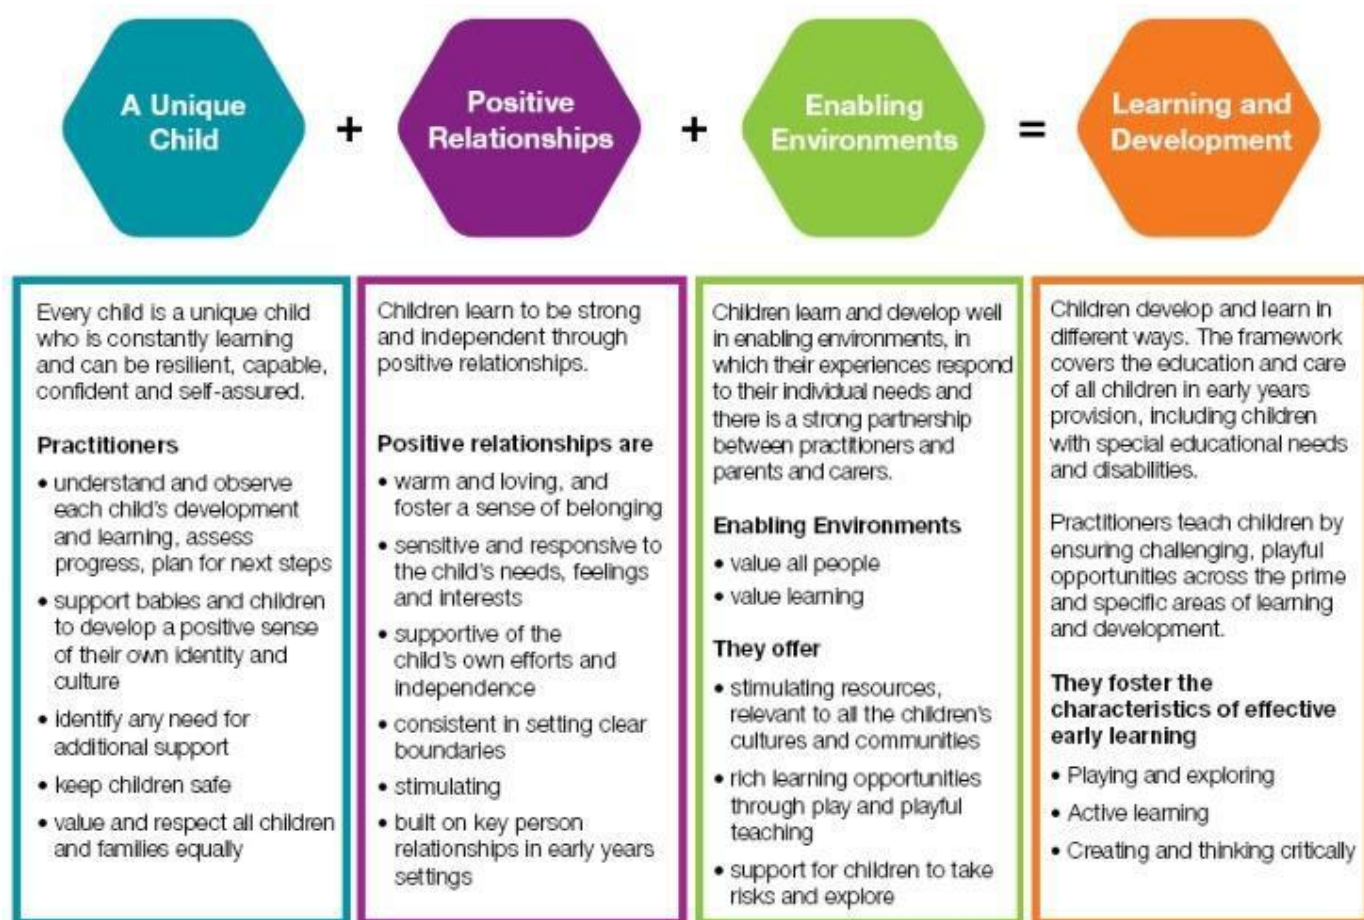 A Unique
Child
+
Positive
Relationships
+
Enabling
Environments
=
Learning and
Development
Every child is a unique child
who is constantly learning
and can be resilient, capable,
confident and self-assured.
Practitioners
• understand and observe
each child's development
and learning, assess
progress, plan for next steps
• support babies and children
to develop a positive sense
of their own identity and
culture
• identify any need for
additional support
• keep children safe
• value and respect all children
and families equally
Children learn to be strong
and independent through
positive relationships.
Positive relationships are
• warm and loving, and
foster a sense of belonging
• sensitive and responsive to
the child's needs, feelings
and interests
• supportive of the
child's own efforts and
independence
• consistent in setting clear
boundaries
• stimulating
• built on key person
relationships in early years
settings
Children learn and develop well
in enabling environments, in
which their experiences respond
to their individual needs and
there is a strong partnership
between practitioners and
parents and carers.
Enabling Environments
• value all people
• value learning
They offer
• stimulating resources,
relevant to all the children's
cultures and communities
• rich learning opportunities
through play and playful
teaching
• support for children to take
risks and explore
Children develop and learn in
different ways. The framework
covers the education and care
of all children in early years
provision, including children
with special educational needs
and disabilities.
Practitioners teach children by
ensuring challenging, playful
opportunities across the prime
and specific areas of learning
and development.
They foster the
characteristics of effective
early learning
• Playing and exploring
• Active learning
• Creating and thinking critically